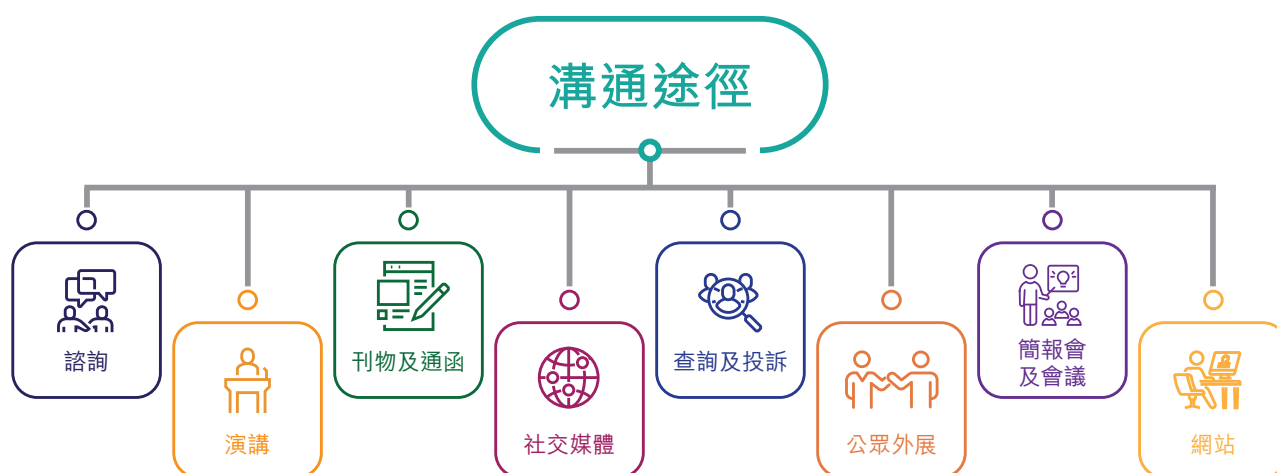 溝通途徑
諮詢
演講
刊物及通函
社交媒體
查詢及投訴
公眾外展
簡報會
及會議
網站